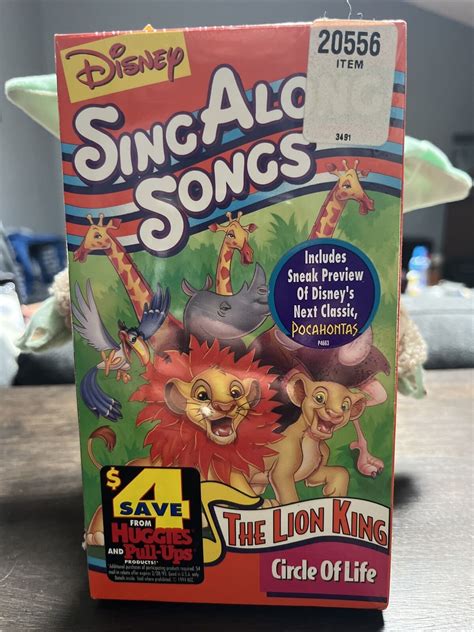 Disney
20556
ITEM
3491
SING ALONG
SONGS
Includes
Sneak Preview
Of Disney's
Next Classic,
POCAHONTAS
P4663
$4
SAVE
FROM
HUGGIES
AND Pull-Ups
PRODUCTS!*
THE LION KING
Circle Of Life